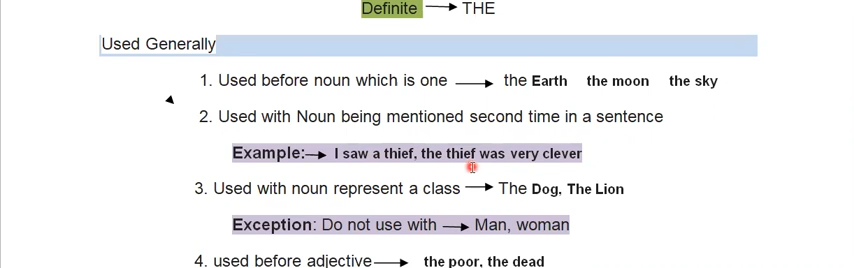 Definite → THE
Used Generally
1. Used before noun which is one → the Earth the moon the sky
2. Used with Noun being mentioned second time in a sentence
Example:→ I saw a thief, the thief was very clever
3. Used with noun represent a class → The Dog, The Lion
Exception: Do not use with → Man, woman
4. used before adjective → the poor, the dead